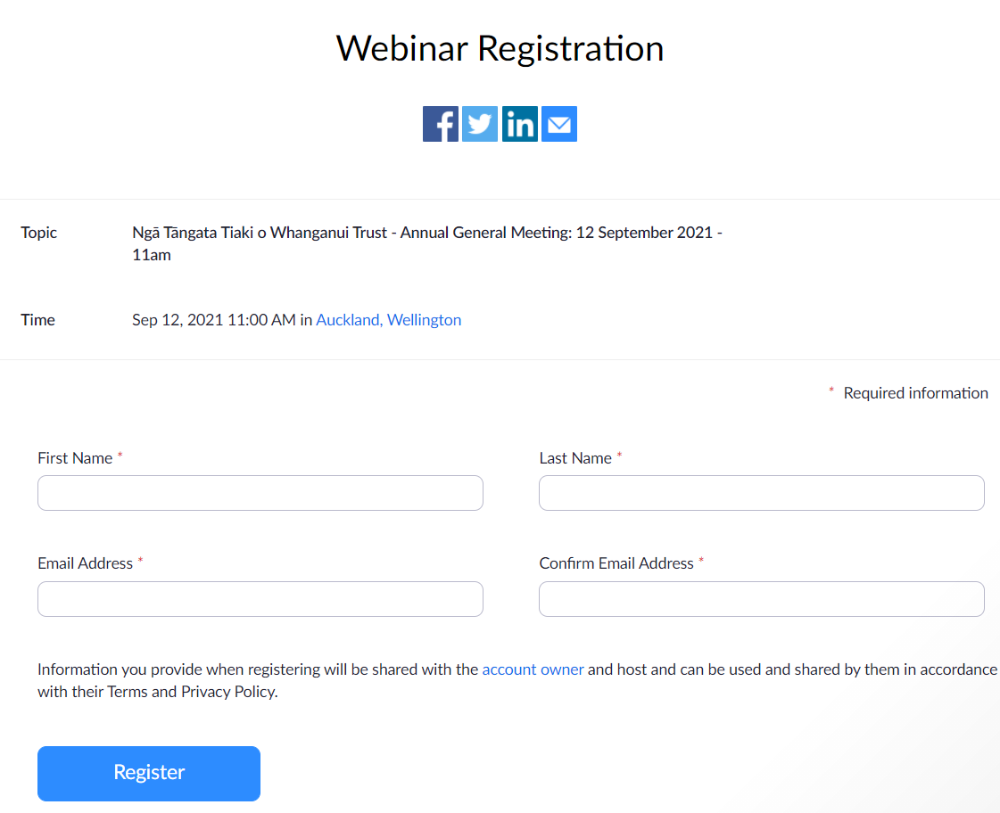 Webinar Registration
Topic
Ngā Tāngata Tiaki o Whanganui Trust - Annual General Meeting: 12 September 2021 -
11am
Time
Sep 12, 2021 11:00 AM in Auckland, Wellington
* Required information
First Name *
Last Name *
Email Address *
Confirm Email Address *
Information you provide when registering will be shared with the account owner and host and can be used and shared by them in accordance
with their Terms and Privacy Policy.
Register